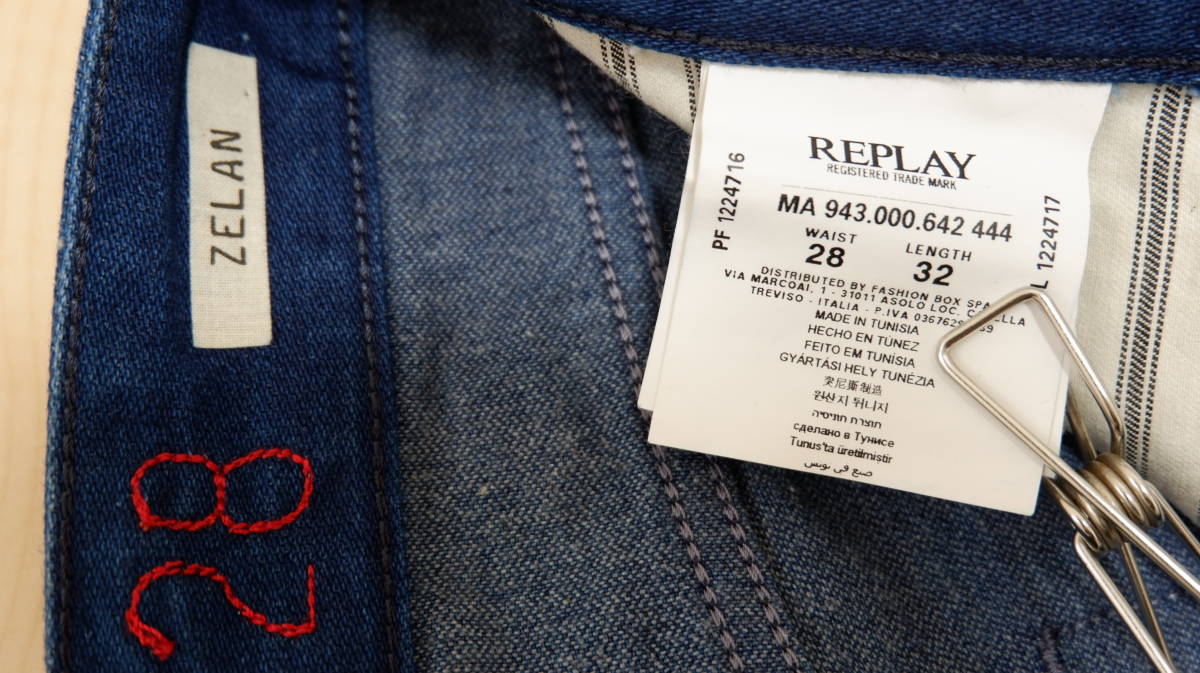 ZELAN
28
PF 1224716
REPLAY
REGISTERED TRADE MARK
MA 943.000.642 444
WAIST LENGTH
28 32
DISTRIBUTED BY FASHION BOX SPA
VIA MARCOAI, 1 - 31011 ASOLO LOC.
TREVISO - ITALIA - P.IVA
MADE IN TUNISIA
HECHO EN TÚNEZ
FEITO EM TUNÍSIA
GYÁRTÁSI HELY TUNÉZIA
突尼斯制造
원산지 튀니지
תוצרת תוניסיה
сделано в Тунисе
Tunus'ta üretilmiştir
صنع في تونس
L 1224717